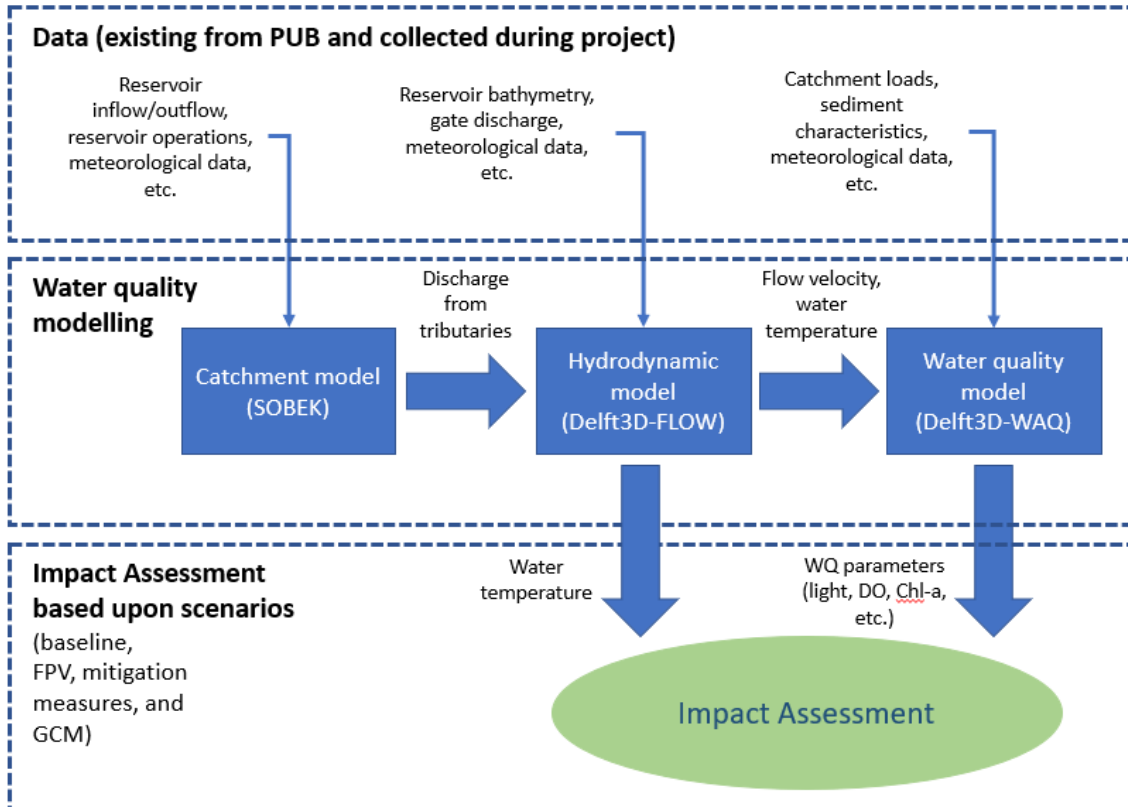 Data (existing from PUB and collected during project)
Reservoir
inflow/outflow,
reservoir operations,
meteorological data,
etc.
Reservoir bathymetry,
gate discharge,
meteorological data,
etc.
Catchment loads,
sediment
characteristics,
meteorological data,
etc.
Water quality
modelling
Discharge
from
tributaries
Flow velocity,
water
temperature
Catchment model
(SOBEK)
Hydrodynamic
model
(Delft3D-FLOW)
Water quality
model
(Delft3D-WAQ)
Impact Assessment
based upon scenarios
(baseline,
FPV, mitigation
measures, and
GCM)
Water
temperature
WQ parameters
(light, DO, Chl-a,
etc.)
Impact Assessment